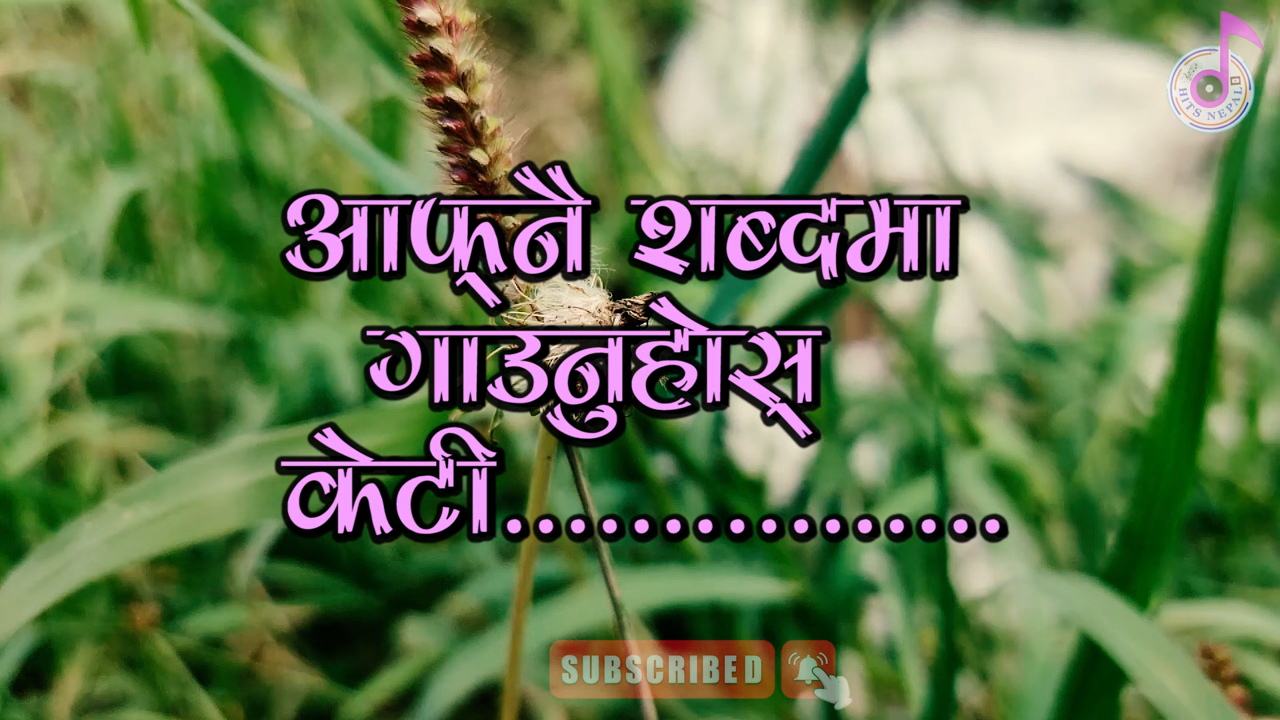 HITS NEPAL
आफ्नै शब्दमा
गाउनुहोस्
केटी................
SUBSCRIBED